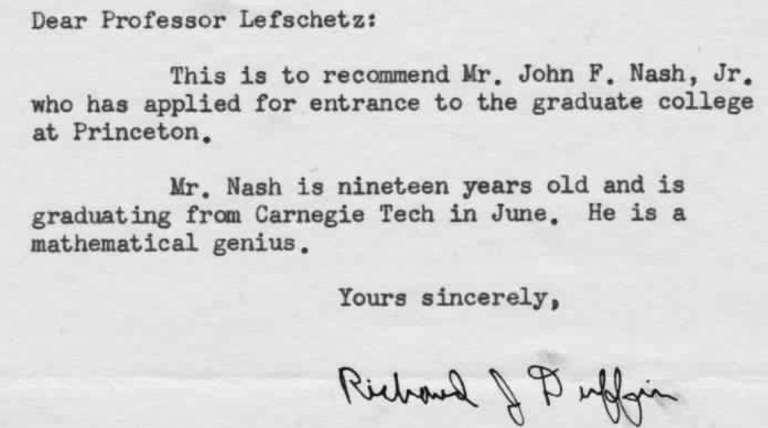 Dear Professor Lefschetz:
This is to recommend Mr. John F. Nash, Jr.
who has applied for entrance to the graduate college
at Princeton.
Mr. Nash is nineteen years old and is
graduating from Carnegie Tech in June. He is a
mathematical genius.
Yours sincerely,
Richard J Duffin